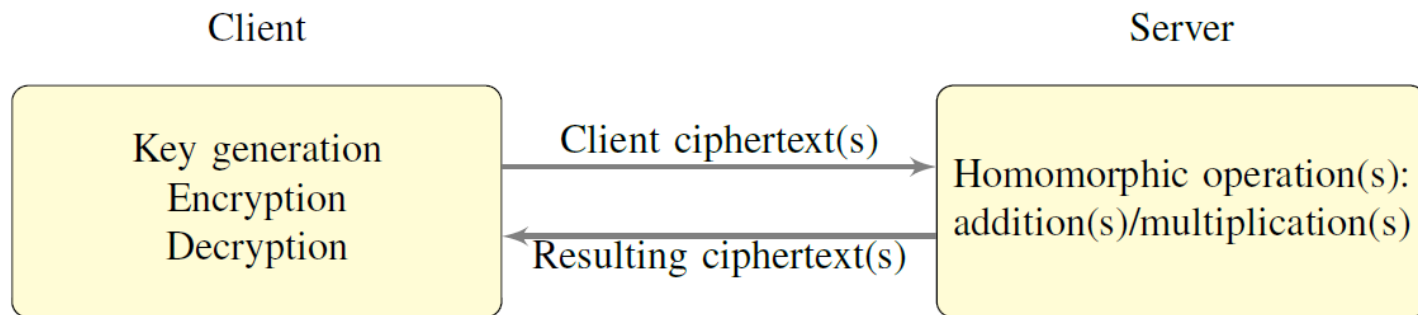 Client
Server
Key generation
Encryption
Decryption
Client ciphertext(s)
Resulting ciphertext(s)
Homomorphic operation(s):
addition(s)/multiplication(s)